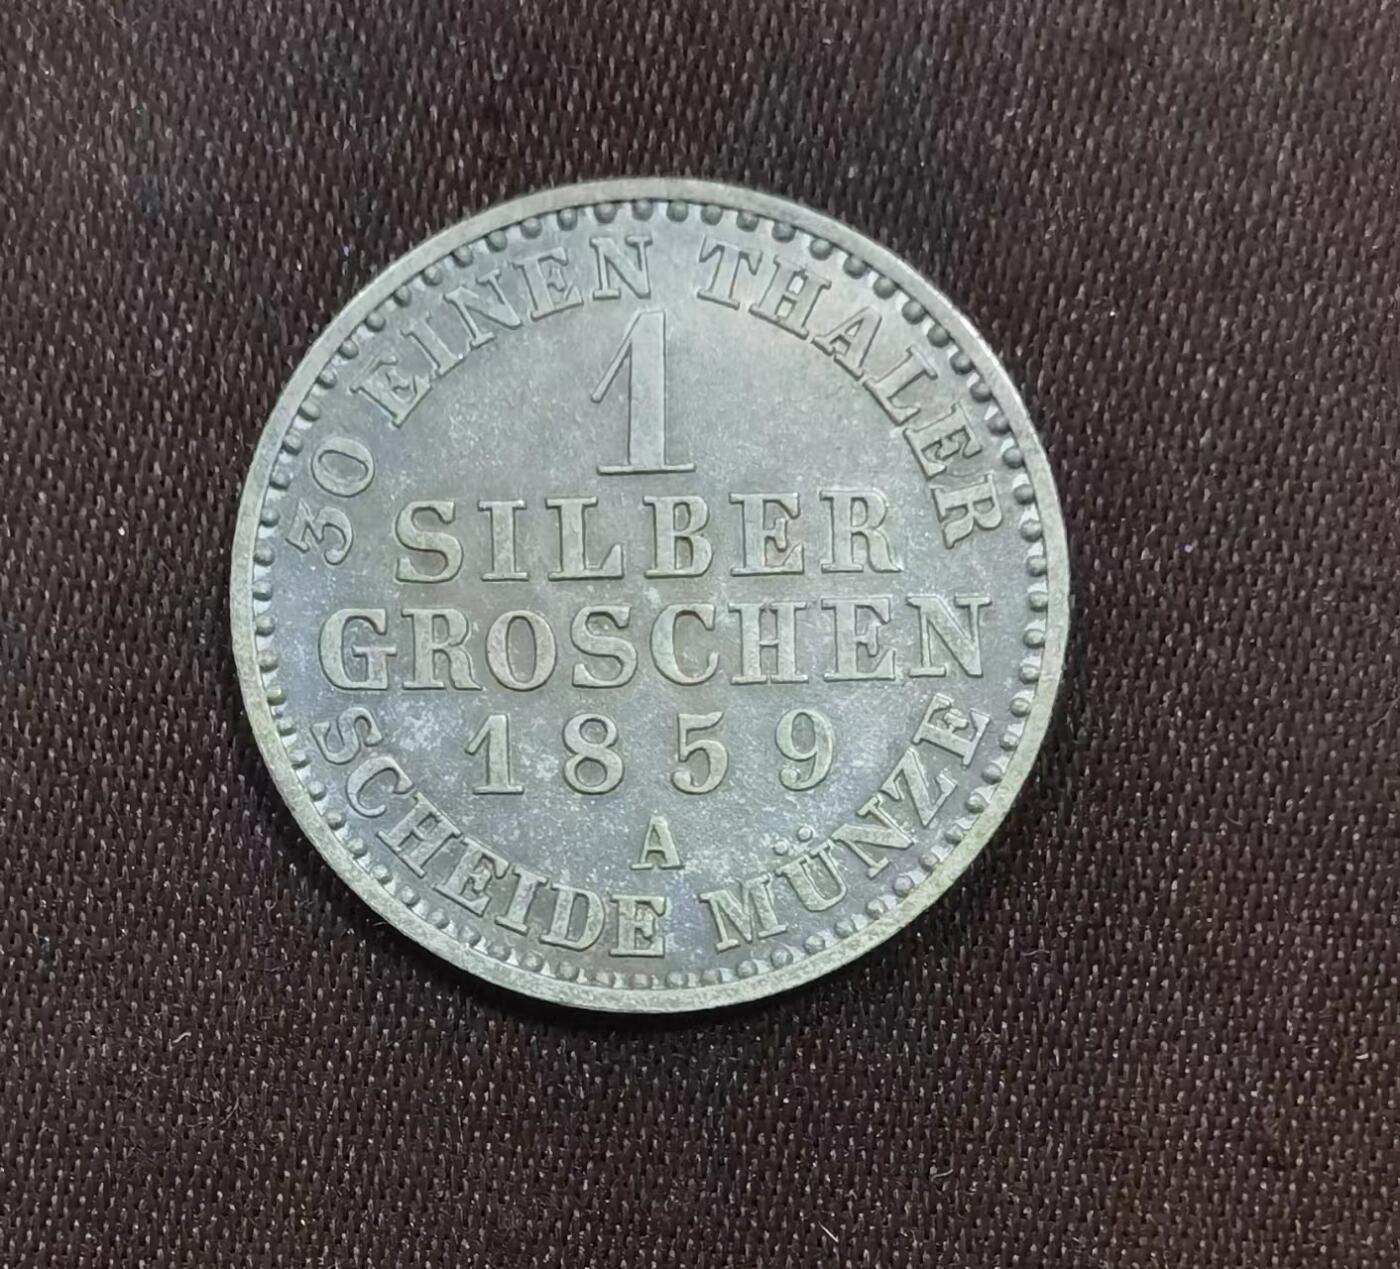 30 EINEN THALER
1
SILBER
GROSCHEN
1859
A
SCHEIDE MÜNZE